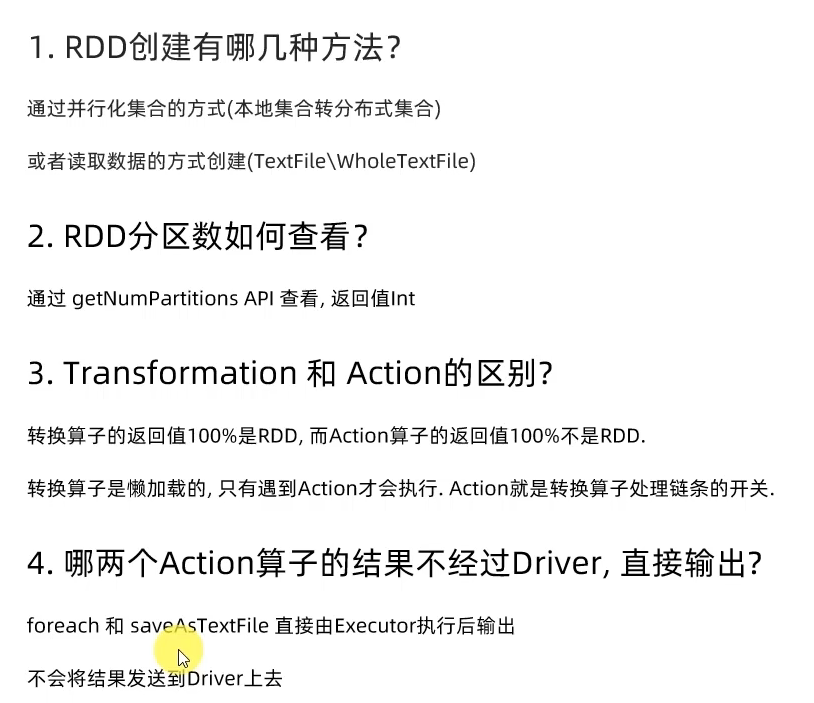 1. RDD创建有哪几种方法?
通过并行化集合的方式(本地集合转分布式集合)
或者读取数据的方式创建(TextFile\WholeTextFile)
2. RDD分区数如何查看?
通过 getNumPartitions API 查看, 返回值Int
3. Transformation 和 Action的区别?
转换算子的返回值100%是RDD, 而Action算子的返回值100%不是RDD.
转换算子是懒加载的, 只有遇到Action才会执行. Action就是转换算子处理链条的开关.
4. 哪两个Action算子的结果不经过Driver, 直接输出?
foreach 和 saveAsTextFile 直接由Executor执行后输出
不会将结果发送到Driver上去